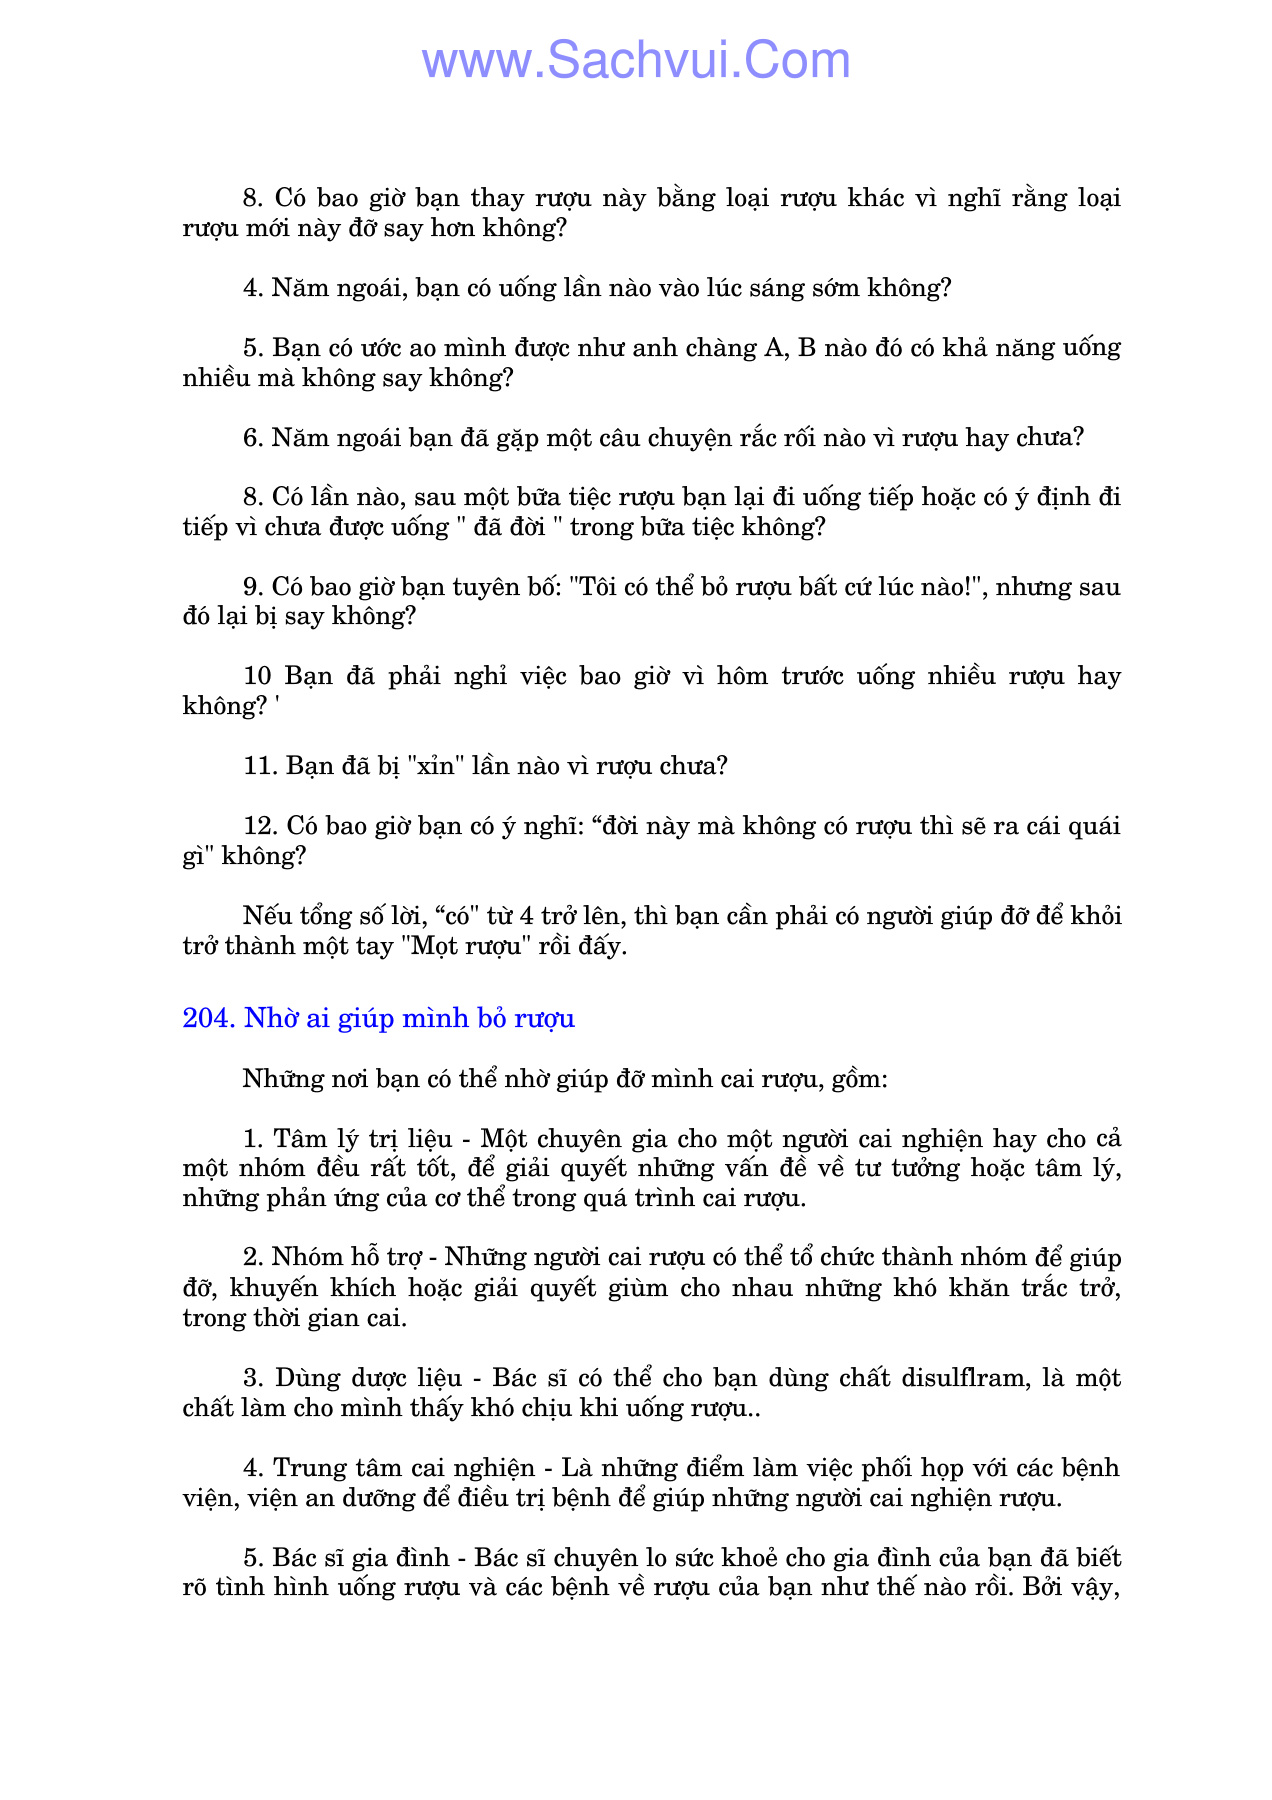 www.Sachvui.Com
8. Có bao giờ bạn thay rượu này bằng loại rượu khác vì nghĩ rằng loại
rượu mới này đỡ say hơn không?
4. Năm ngoái, bạn có uống lần nào vào lúc sáng sớm không?
5. Bạn có ước ao mình được như anh chàng A, B nào đó có khả năng uống
nhiều mà không say không?
6. Năm ngoái bạn đã gặp một câu chuyện rắc rối nào vì rượu hay chưa?
8. Có lần nào, sau một bữa tiệc rượu bạn lại đi uống tiếp hoặc có ý định đi
tiếp vì chưa được uống " đã đời " trong bữa tiệc không?
9. Có bao giờ bạn tuyên bố: "Tôi có thể bỏ rượu bất cứ lúc nào!", nhưng sau
đó lại bị say không?
10 Bạn đã phải nghỉ việc bao giờ vì hôm trước uống nhiều rượu hay
không? '
11. Bạn đã bị "xỉn" lần nào vì rượu chưa?
12. Có bao giờ bạn có ý nghĩ: “đời này mà không có rượu thì sẽ ra cái quái
gì" không?
Nếu tổng số lời, “có" từ 4 trở lên, thì bạn cần phải có người giúp đỡ để khỏi
trở thành một tay "Mọt rượu" rồi đấy.
204. Nhờ ai giúp mình bỏ rượu
Những nơi bạn có thể nhờ giúp đỡ mình cai rượu, gồm:
1. Tâm lý trị liệu - Một chuyên gia cho một người cai nghiện hay cho cả
một nhóm đều rất tốt, để giải quyết những vấn đề về tư tưởng hoặc tâm lý,
những phản ứng của cơ thể trong quá trình cai rượu.
2. Nhóm hỗ trợ - Những người cai rượu có thể tổ chức thành nhóm để giúp
đỡ, khuyến khích hoặc giải quyết giùm cho nhau những khó khăn trắc trở,
trong thời gian cai.
3. Dùng dược liệu - Bác sĩ có thể cho bạn dùng chất disulflram, là một
chất làm cho mình thấy khó chịu khi uống rượu..
4. Trung tâm cai nghiện - Là những điểm làm việc phối họp với các bệnh
viện, viện an dưỡng để điều trị bệnh để giúp những người cai nghiện rượu.
5. Bác sĩ gia đình - Bác sĩ chuyên lo sức khoẻ cho gia đình của bạn đã biết
rõ tình hình uống rượu và các bệnh về rượu của bạn như thế nào rồi. Bởi vậy,